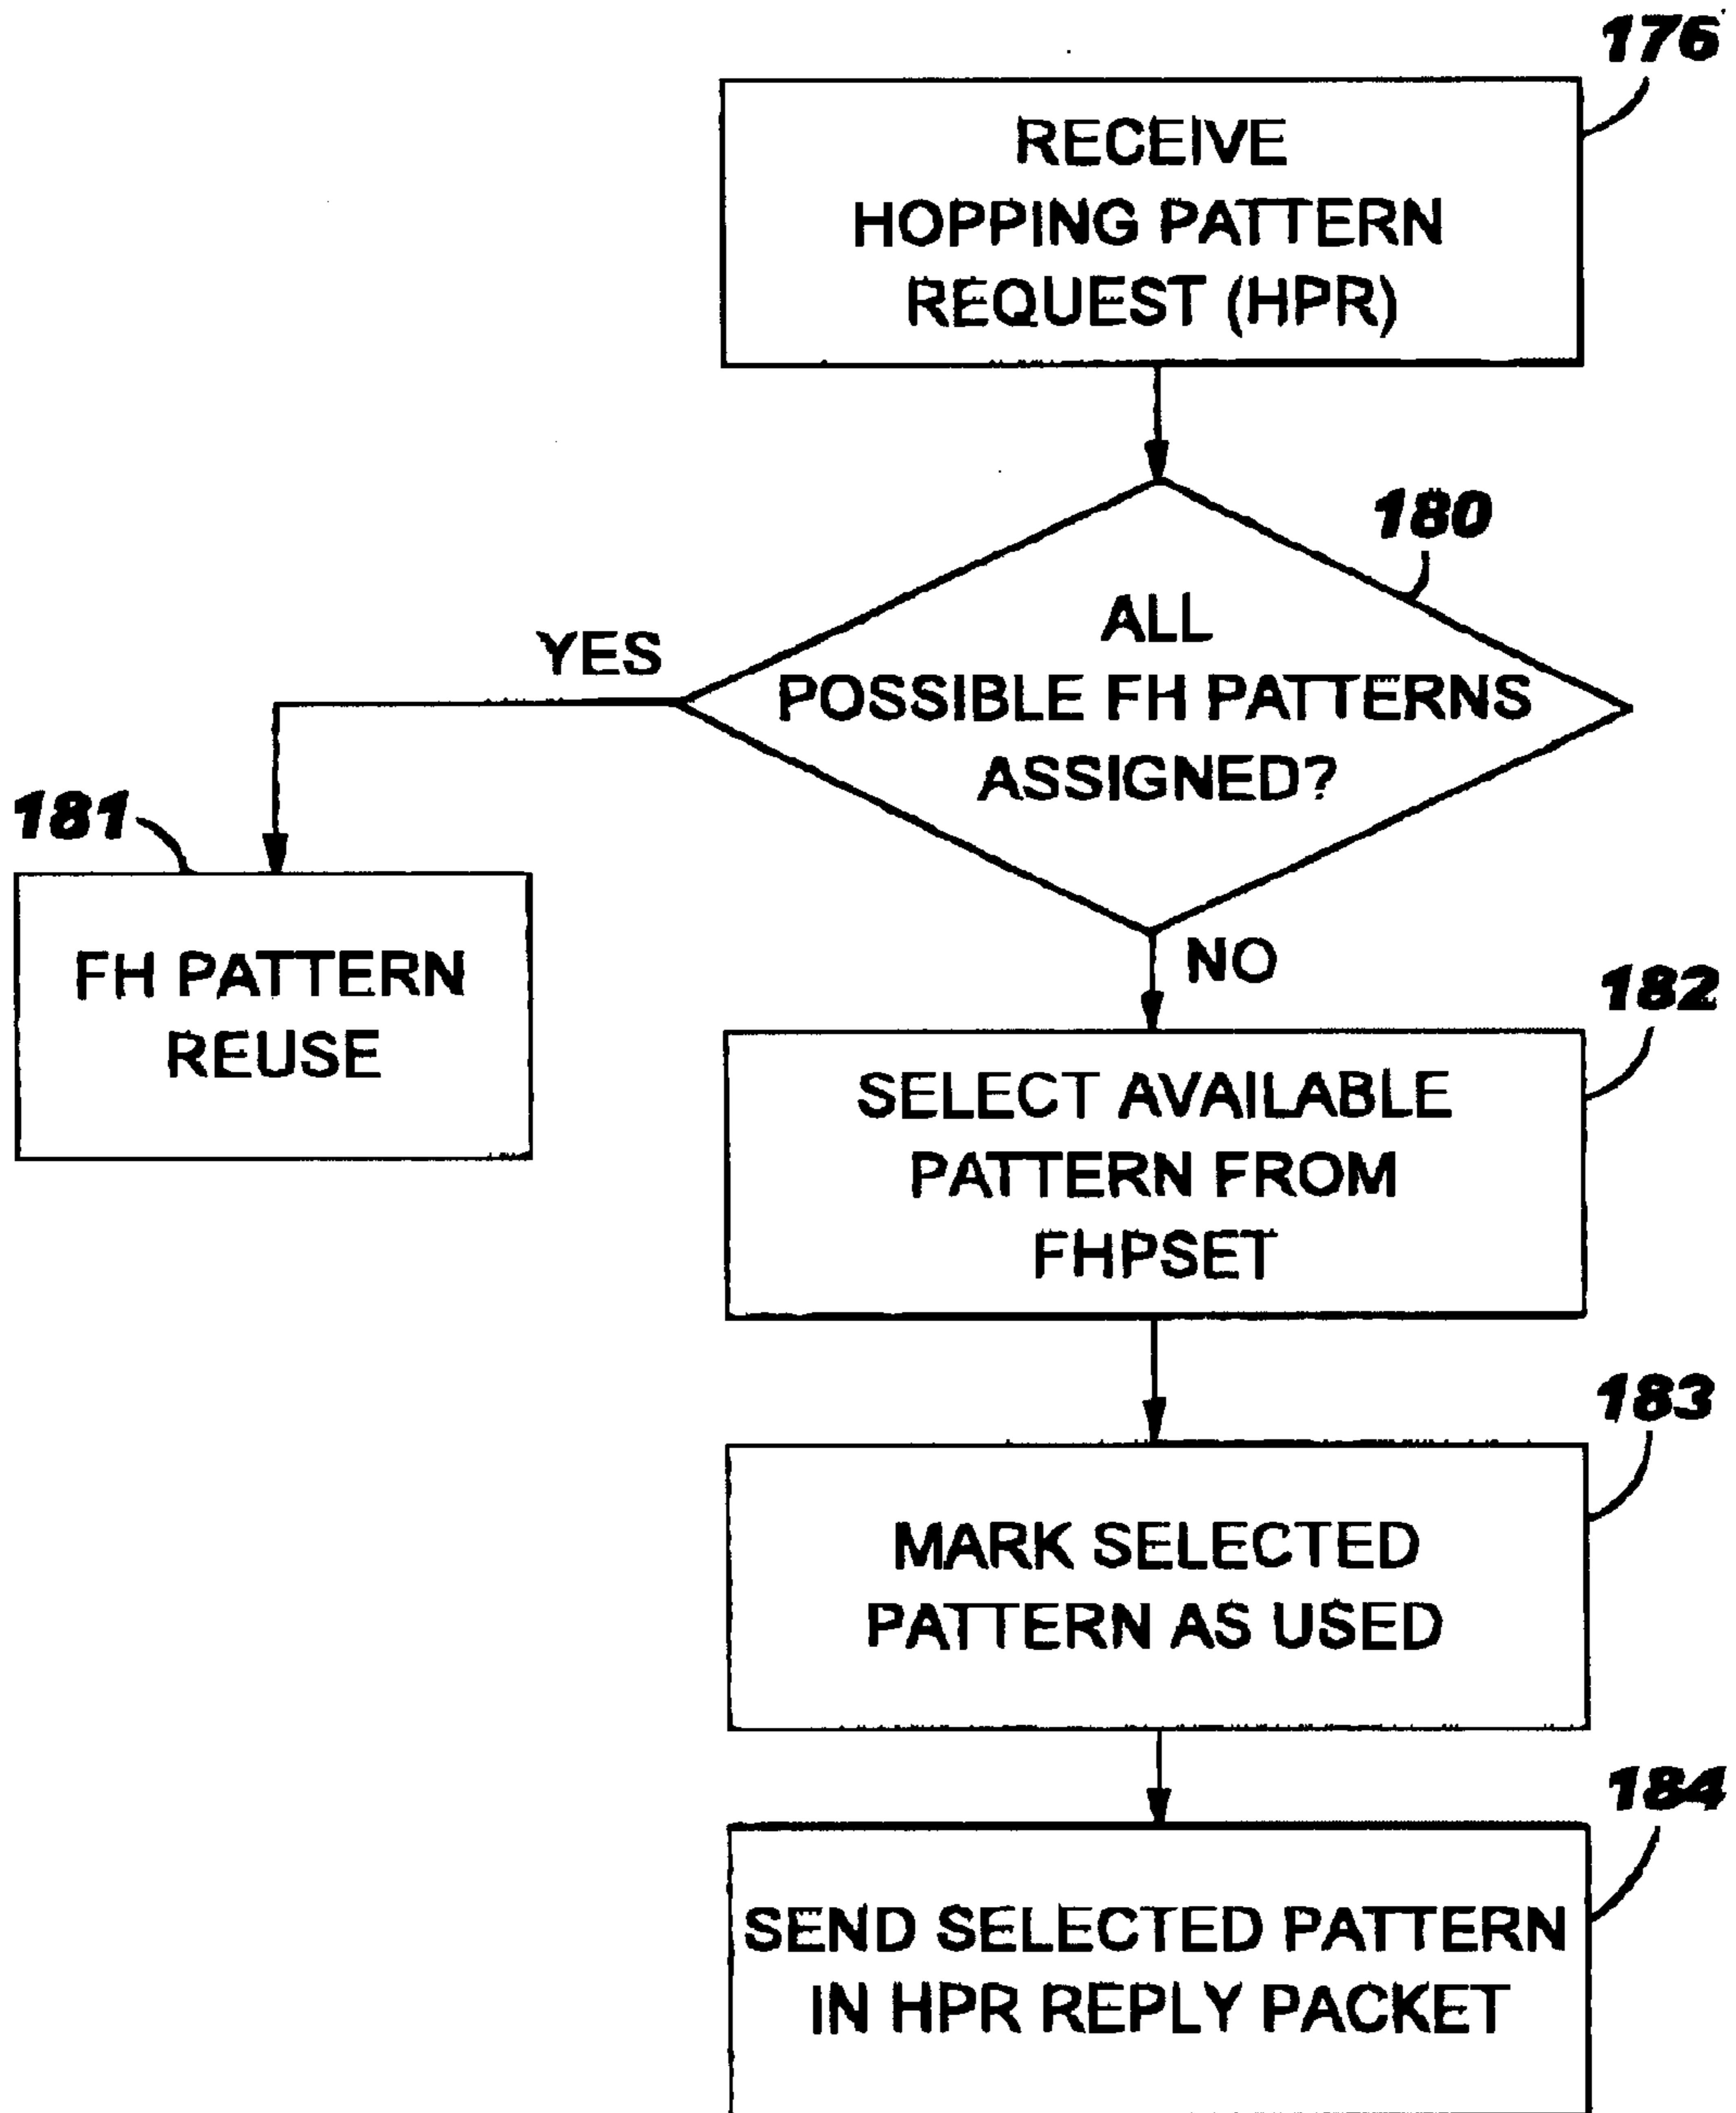 176
RECEIVE
HOPPING PATTERN
REQUEST (HPR)
180
ALL
POSSIBLE FH PATTERNS
ASSIGNED?
YES
NO
181
FH PATTERN
REUSE
182
SELECT AVAILABLE
PATTERN FROM
FHPSET
183
MARK SELECTED
PATTERN AS USED
184
SEND SELECTED PATTERN
IN HPR REPLY PACKET